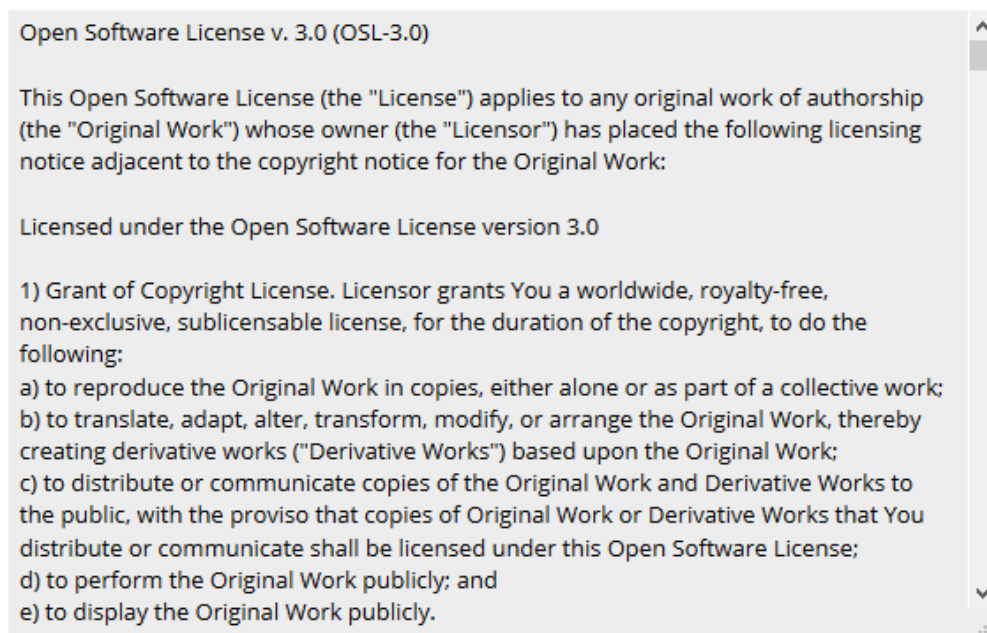 Open Software License v. 3.0 (OSL-3.0)
This Open Software License (the "License") applies to any original work of authorship
(the "Original Work") whose owner (the "Licensor") has placed the following licensing
notice adjacent to the copyright notice for the Original Work:
Licensed under the Open Software License version 3.0
1) Grant of Copyright License. Licensor grants You a worldwide, royalty-free,
non-exclusive, sublicensable license, for the duration of the copyright, to do the
following:
a) to reproduce the Original Work in copies, either alone or as part of a collective work;
b) to translate, adapt, alter, transform, modify, or arrange the Original Work, thereby
creating derivative works ("Derivative Works") based upon the Original Work;
c) to distribute or communicate copies of the Original Work and Derivative Works to
the public, with the proviso that copies of Original Work or Derivative Works that You
distribute or communicate shall be licensed under this Open Software License;
d) to perform the Original Work publicly; and
e) to display the Original Work publicly.